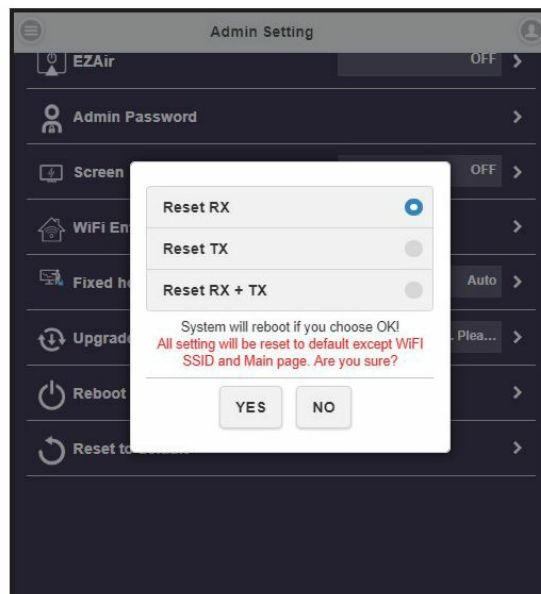 Admin Setting
EZAir OFF
Admin Password
Screen OFF
WiFi En
Fixed ho Auto
Upgrade . Plea...
Reboot
Reset to
Reset RX
Reset TX
Reset RX + TX
System will reboot if you choose OK!
All setting will be reset to default except WiFI
SSID and Main page. Are you sure?
YES NO